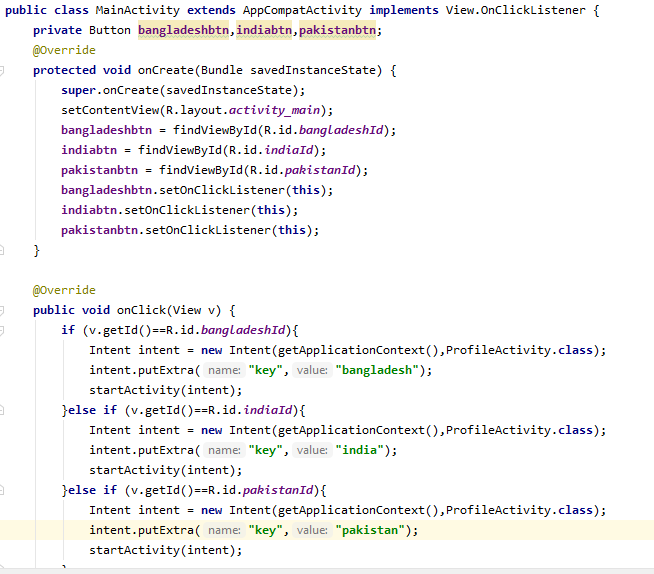 public class MainActivity extends AppCompatActivity implements View.OnClickListener {
private Button bangladeshbtn,indiabtn,pakistanbtn;
@Override
protected void onCreate(Bundle savedInstanceState) {
super.onCreate(savedInstanceState);
setContentView(R.layout.activity_main);
bangladeshbtn = findViewById(R.id.bangladeshId);
indiabtn = findViewById(R.id.indiaId);
pakistanbtn = findViewById(R.id.pakistanId);
bangladeshbtn.setOnClickListener(this);
indiabtn.setOnClickListener(this);
pakistanbtn.setOnClickListener(this);
}
@Override
public void onClick(View v) {
if (v.getId()==R.id.bangladeshId){
Intent intent = new Intent(getApplicationContext(),ProfileActivity.class);
intent.putExtra( name: "key", value: "bangladesh");
startActivity(intent);
}else if (v.getId()==R.id.indiaId){
Intent intent = new Intent(getApplicationContext(),ProfileActivity.class);
intent.putExtra( name: "key", value: "india");
startActivity(intent);
}else if (v.getId()==R.id.pakistanId){
Intent intent = new Intent(getApplicationContext(),ProfileActivity.class);
intent.putExtra( name: "key", value: "pakistan");
startActivity(intent);